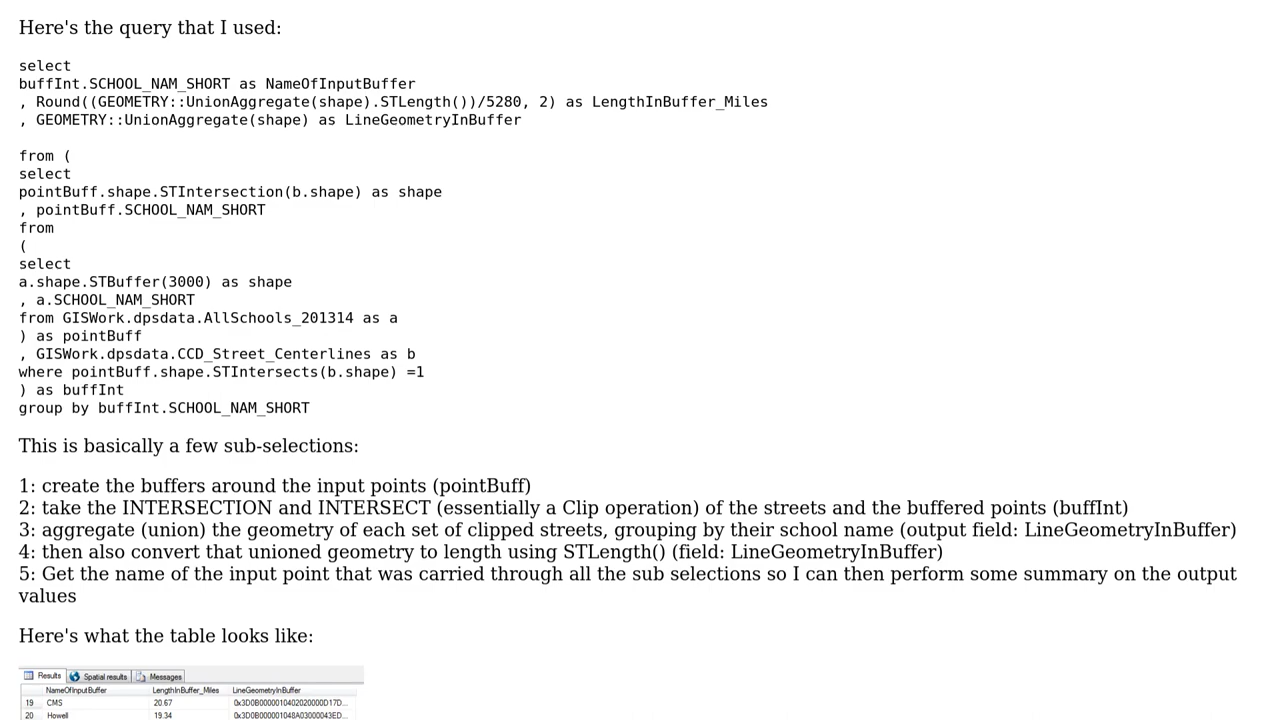 Here's the query that I used:
select
buffInt.SCHOOL_NAM_SHORT as NameOfInputBuffer
, Round((GEOMETRY::UnionAggregate(shape).STLength())/5280, 2) as LengthInBuffer_Miles
, GEOMETRY::UnionAggregate(shape) as LineGeometryInBuffer
from (
select
pointBuff.shape.STIntersection(b.shape) as shape
, pointBuff.SCHOOL_NAM_SHORT
from
(
select
a.shape.STBuffer(3000) as shape
, a.SCHOOL_NAM_SHORT
from GISWork.dpsdata.AllSchools_201314 as a
) as pointBuff
, GISWork.dpsdata.CCD_Street_Centerlines as b
where pointBuff.shape.STIntersects(b.shape) =1
) as buffInt
group by buffInt.SCHOOL_NAM_SHORT
This is basically a few sub-selections:
1: create the buffers around the input points (pointBuff)
2: take the INTERSECTION and INTERSECT (essentially a Clip operation) of the streets and the buffered points (buffInt)
3: aggregate (union) the geometry of each set of clipped streets, grouping by their school name (output field: LineGeometryInBuffer)
4: then also convert that unioned geometry to length using STLength() (field: LineGeometryInBuffer)
5: Get the name of the input point that was carried through all the sub selections so I can then perform some summary on the output
values
Here's what the table looks like:
Results Spatial results Messages
NameOfInputBuffer LengthInBuffer_Miles LineGeometryInBuffer
19 CMS 20.67 0x3D0B000001040202000D17D...
20 Howell 19.34 0x3D0B000001048A03000043ED...